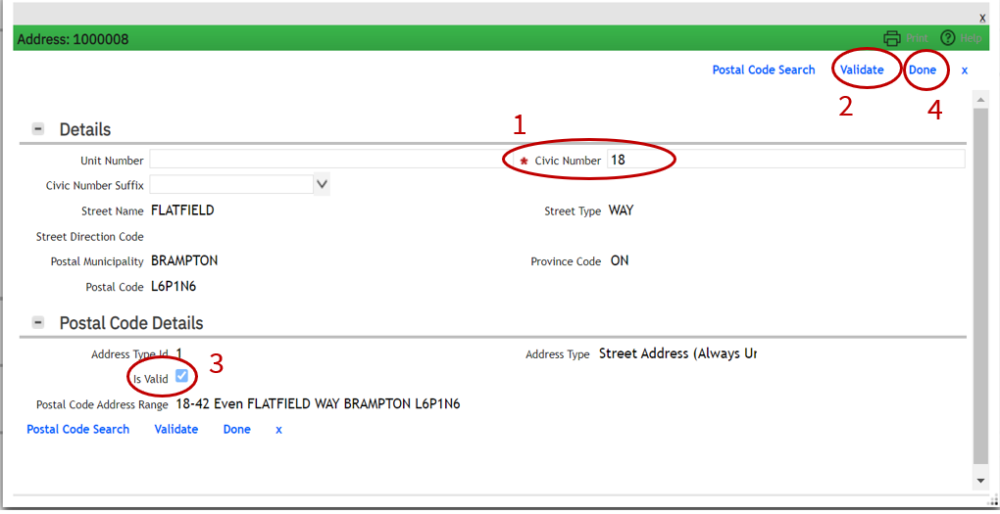 x
Address: 1000008 Print Help
Postal Code Search Validate Done x
2 4
1
Details
Unit Number * Civic Number 18
Civic Number Suffix
Street Name FLATFIELD Street Type WAY
Street Direction Code
Postal Municipality BRAMPTON Province Code ON
Postal Code L6P1N6
Postal Code Details
Address Type Id 1 Address Type Street Address (Always Ur
Is Valid 3
Postal Code Address Range 18-42 Even FLATFIELD WAY BRAMPTON L6P1N6
Postal Code Search Validate Done x